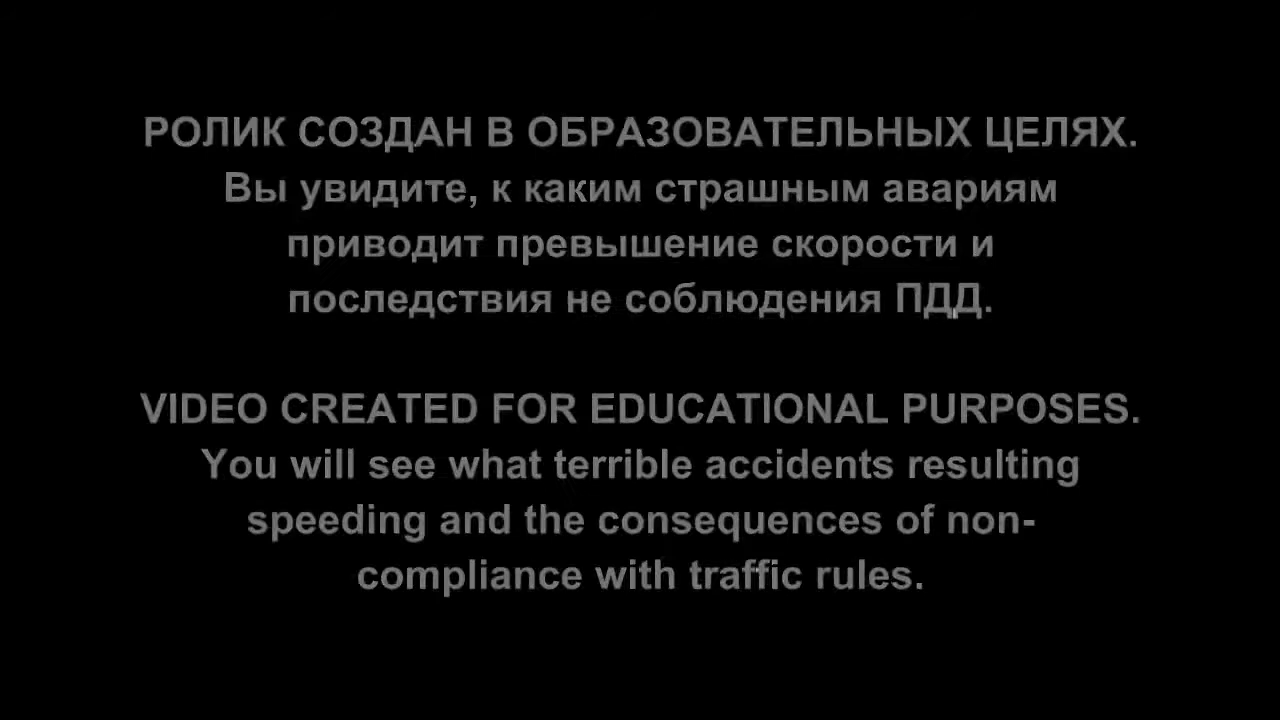 РОЛИК СОЗДАН В ОБРАЗОВАТЕЛЬНЫХ ЦЕЛЯХ.
Вы увидите, к каким страшным авариям
приводит превышение скорости и
последствия не соблюдения ПДД.
VIDEO CREATED FOR EDUCATIONAL PURPOSES.
You will see what terrible accidents resulting
speeding and the consequences of non-
compliance with traffic rules.